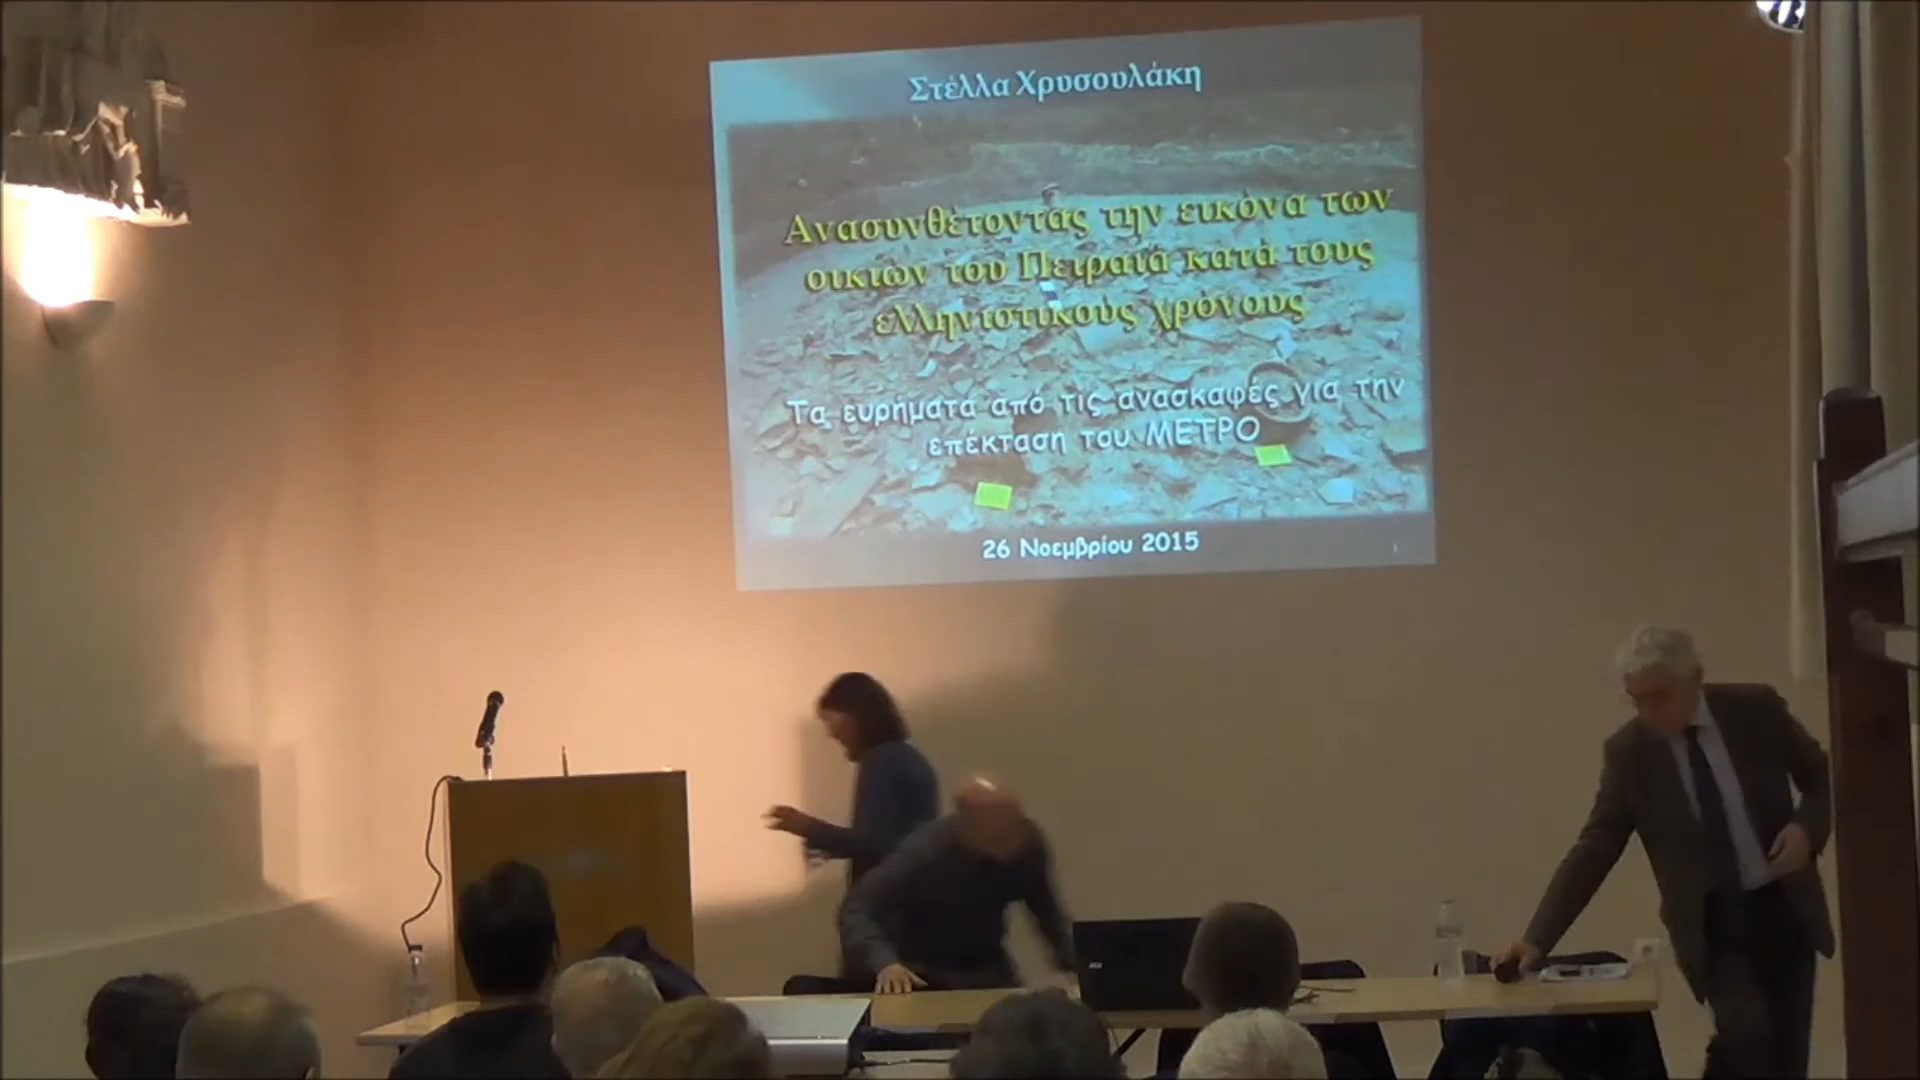 Στέλλα Χρυσουλάκη
Ανασυνθέτοντας την εικόνα των
οικιών του Πειραιά κατά τους
ελληνιστικούς χρόνους
Τα ευρήματα από τις ανασκαφές για την
επέκταση του ΜΕΤΡΟ
26 Νοεμβρίου 2015